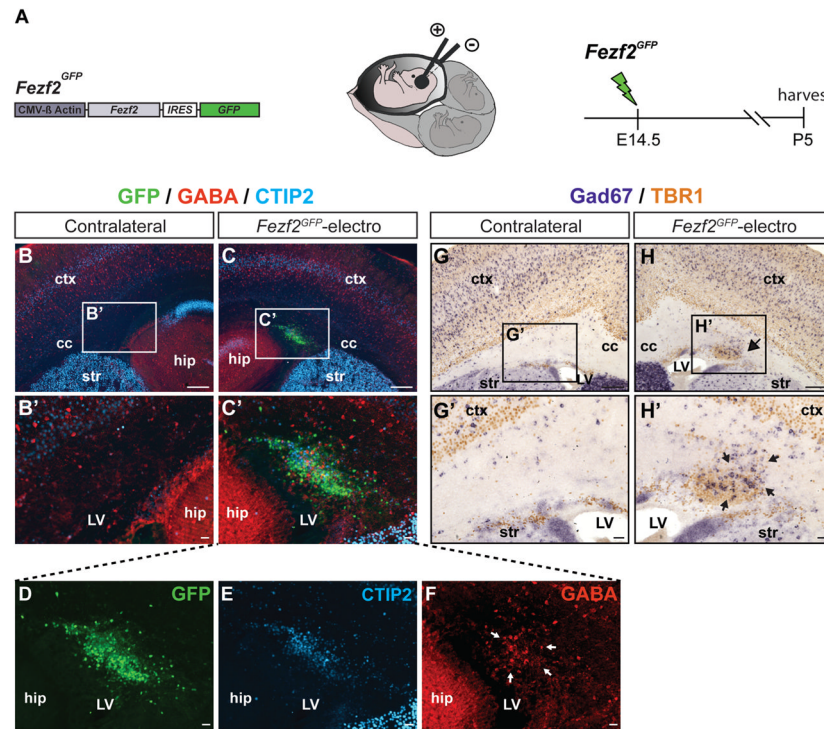 A
Fezf2GFP
CMV-ß Actin Fezf2 IRES GFP
+
-
Fezf2GFP
harves
E14.5 P5
GFP / GABA / CTIP2
Contralateral Fezf2GFP-electro
B ctx B' cc hip str
C ctx C' cc hip str
B' LV hip
C' hip LV
D GFP hip LV
E CTIP2 hip LV
F GABA hip LV
Gad67 / TBR1
Contralateral Fezf2GFP-electro
G ctx G' cc str LV
H ctx H' cc LV str
G' ctx LV str
H' ctx LV str